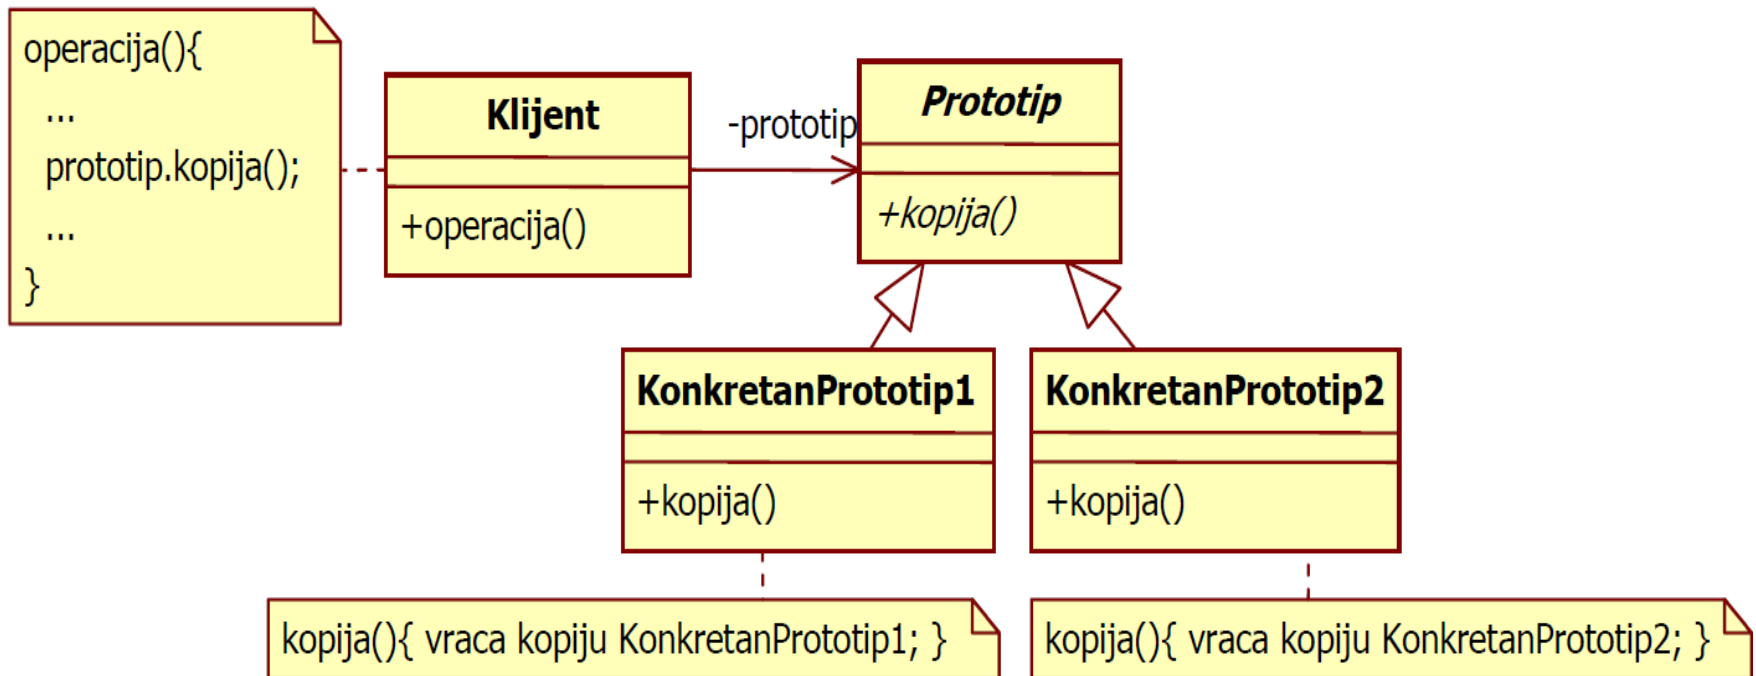 operacija(){
...
prototip.kopija();
...
}
Klijent
+operacija()
-prototip
Prototip
+kopija()
KonkretanPrototip1
+kopija()
KonkretanPrototip2
+kopija()
kopija(){ vraca kopiju KonkretanPrototip1; }
kopija(){ vraca kopiju KonkretanPrototip2; }